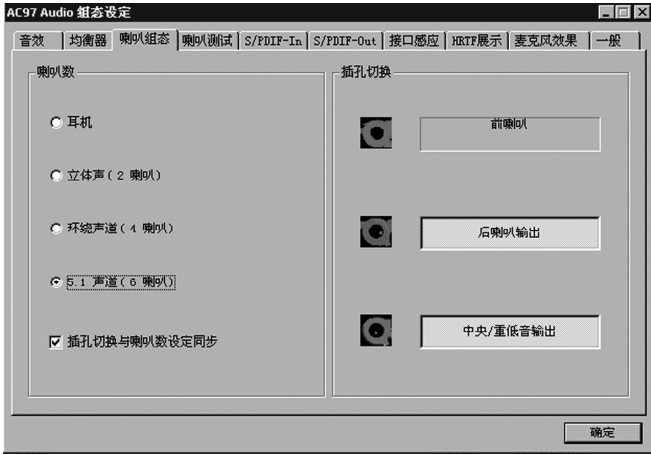 AC97 Audio 组态设定
音效 均衡器 喇叭组态 喇叭测试 S/PDIF-In S/PDIF-Out 接口感应 HRTF展示 麦克风效果 一般
喇叭数
耳机
立体声(2 喇叭)
环绕声道(4 喇叭)
5.1 声道(6 喇叭)
插孔切换与喇叭数设定同步
插孔切换
前喇叭
后喇叭输出
中央/重低音输出
确定